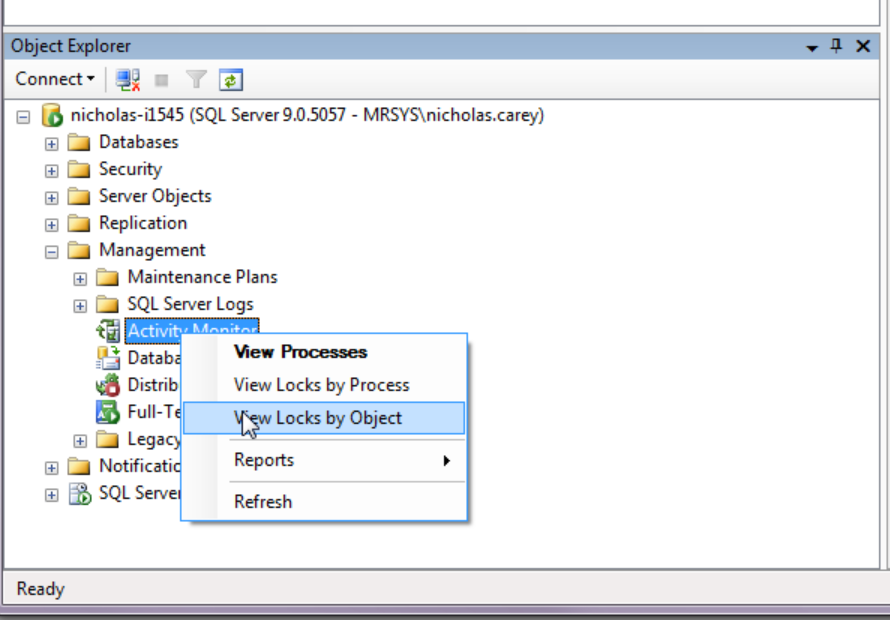 Object Explorer
Connect
nicholas-i1545 (SQL Server 9.0.5057 - MRSYS\nicholas.carey)
Databases
Security
Server Objects
Replication
Management
Maintenance Plans
SQL Server Logs
Activity Monitor
View Processes
Databa
View Locks by Process
Distrib
Full-Te
View Locks by Object
Legacy
Reports
Notificatio
SQL Server
Refresh
Ready